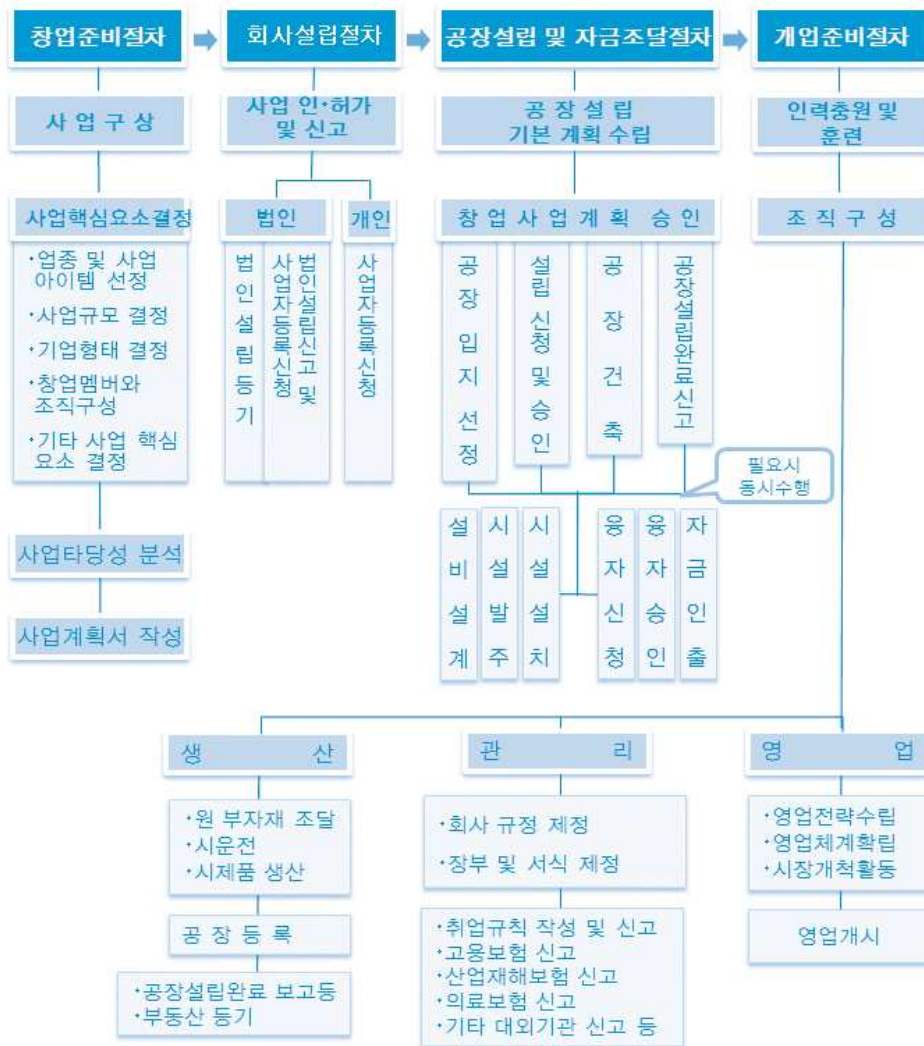 창업준비절차
회사설립절차
공장설립 및 자금조달절차
개업준비절차
사 업 구 상
사업 인·허가
및 신고
공 장 설 립
기본 계획 수립
인력충원 및
훈련
사업핵심요소결정
·업종 및 사업
아이템 선정
·사업규모 결정
·기업형태 결정
·창업멤버와
조직구성
·기타 사업 핵심
요소 결정
사업타당성 분석
사업계획서 작성
법인
개인
법인설립등기
법인설립신고 및
사업자등록신청
사업자등록신청
창 업 사 업 계 획 승 인
공장입지선정
설립신청및승인
공장건축
공장설립완료신고
필요시
동시수행
설비설계
시설발주
시설설치
융자신청
융자승인
자금인출
조 직 구 성
생 산
·원 부자재 조달
·시운전
·시제품 생산
공 장 등 록
·공장설립완료 보고등
·부동산 등기
관 리
·회사 규정 제정
·장부 및 서식 제정
·취업규칙 작성 및 신고
·고용보험 신고
·산업재해보험 신고
·의료보험 신고
·기타 대외기관 신고 등
영 업
·영업전략수립
·영업체계확립
·시장개척활동
영업개시